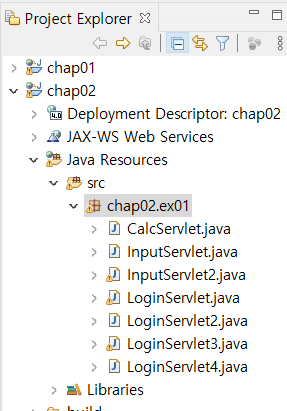 Project Explorer
chap01
chap02
Deployment Descriptor: chap02
JAX-WS Web Services
Java Resources
src
chap02.ex01
CalcServlet.java
InputServlet.java
InputServlet2.java
LoginServlet.java
LoginServlet2.java
LoginServlet3.java
LoginServlet4.java
Libraries
build